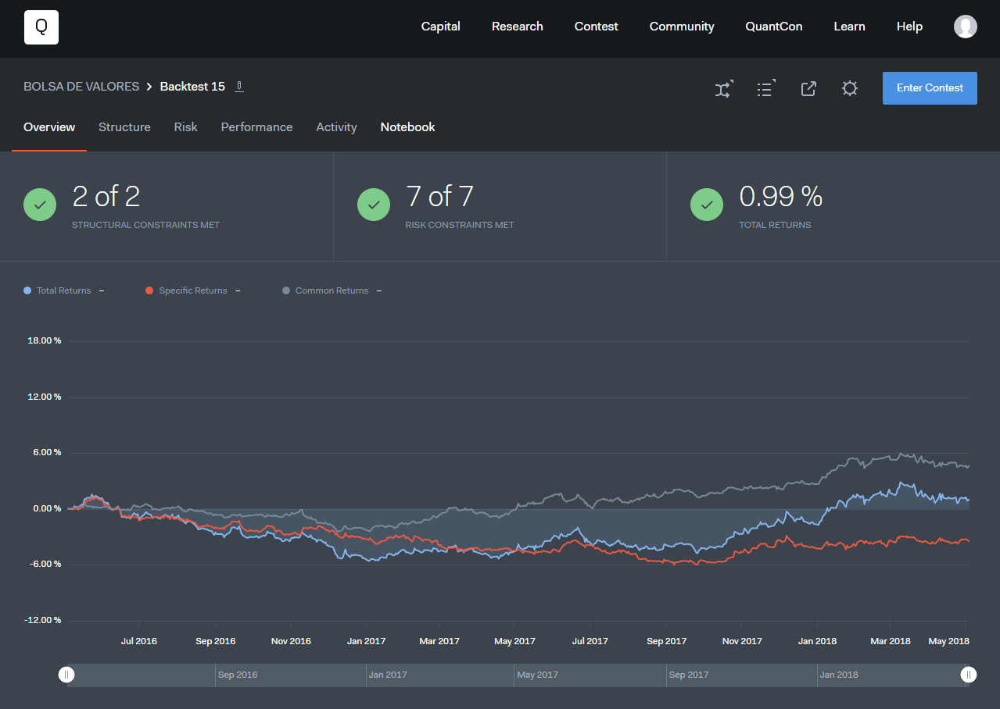 Q
Capital Research Contest Community QuantCon Learn Help
BOLSA DE VALORES Backtest 15
Enter Contest
Overview Structure Risk Performance Activity Notebook
2 of 2
STRUCTURAL CONSTRAINTS MET
7 of 7
RISK CONSTRAINTS MET
0.99 %
TOTAL RETURNS
Total Returns – Specific Returns – Common Returns –
18.00 %
12.00 %
6.00 %
0.00 %
-6.00 %
-12.00 %
Jul 2016 Sep 2016 Nov 2016 Jan 2017 Mar 2017 May 2017 Jul 2017 Sep 2017 Nov 2017 Jan 2018 Mar 2018 May 2018
Sep 2016 Jan 2017 May 2017 Sep 2017 Jan 2018